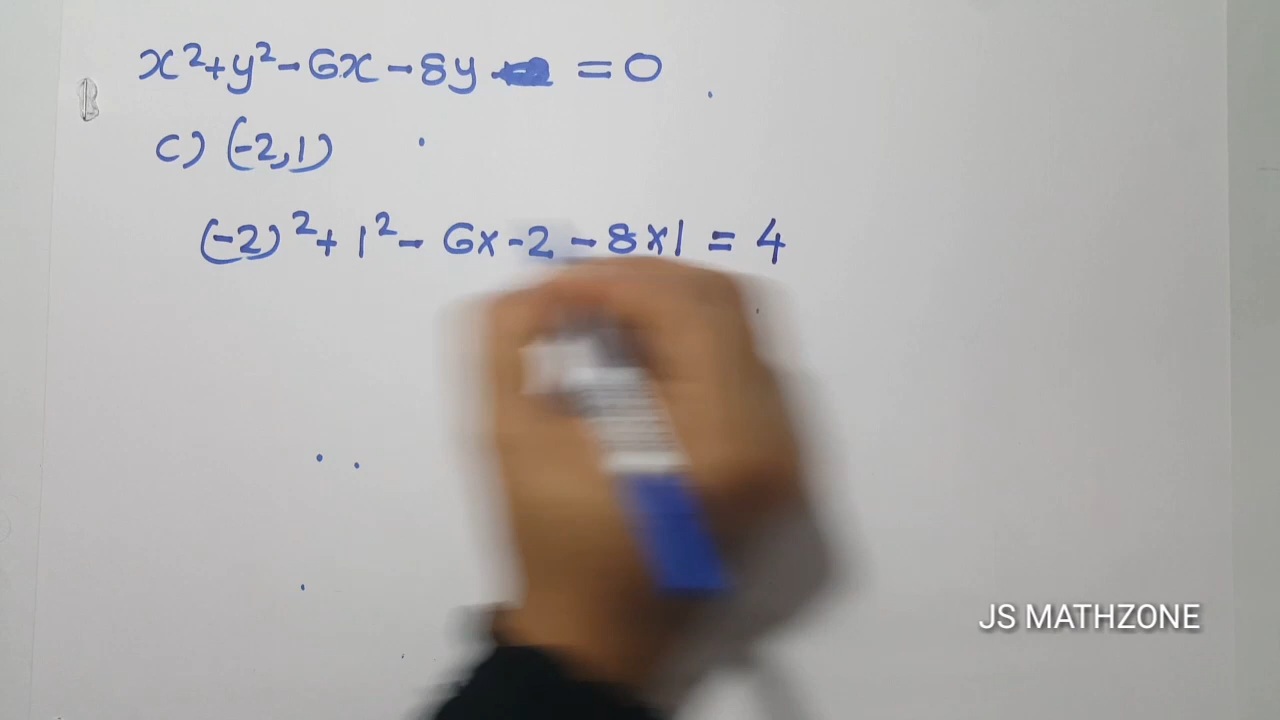 x²+y²-6x-8y = 0
c) (-2,1)
(-2)² + 1² - 6x -2 - 8x1 = 4
JS MATHZONE